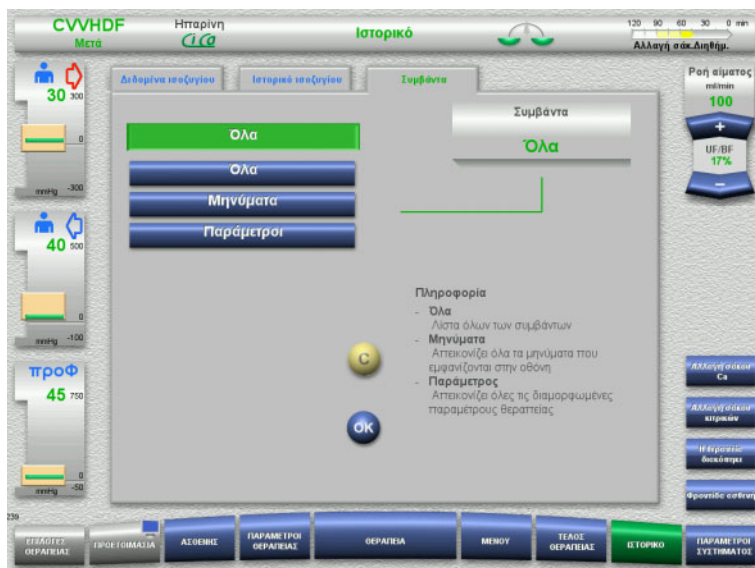 CVVHDF
Μετά
Ηπαρίνη
CiCa
Ιστορικό
120 90 60 30 0 min
Αλλαγή σάκ.Διηθήμ.
30 300
0
mmHg -300
40 500
0
mmHg -100
προΦ
45 750
0
mmHg -50
Δεδομένα ισοζυγίου
Ιστορικό ισοζυγίου
Συμβάντα
Όλα
Όλα
Μηνύματα
Παράμετροι
Συμβάντα
Όλα
Πληροφορία
- Όλα
Λίστα όλων των συμβάντων
- Μηνύματα
Απεικονίζει όλα τα μηνύματα που
εμφανίζονται στην οθόνη
- Παράμετρος
Απεικονίζει όλες τις διαμορφωμένες
παραμέτρους θεραπείας
C
OK
Ροή αίματος
ml/min
100
+
UF/BF
17%
−
Αλλαγή σάκου
Ca
Αλλαγή σάκου
κιτρικών
Η θεραπεία
διακόπηκε
Φροντίδα ασθενή
239
ΕΠΙΛΟΓΕΣ
ΘΕΡΑΠΕΙΑΣ
ΠΡΟΕΤΟΙΜΑΣΙΑ
ΑΣΘΕΝΗΣ
ΠΑΡΑΜΕΤΡΟΙ
ΘΕΡΑΠΕΙΑΣ
ΘΕΡΑΠΕΙΑ
ΜΕΝΟΥ
ΤΕΛΟΣ
ΘΕΡΑΠΕΙΑΣ
ΙΣΤΟΡΙΚΟ
ΠΑΡΑΜΕΤΡΟΙ
ΣΥΣΤΗΜΑΤΟΣ